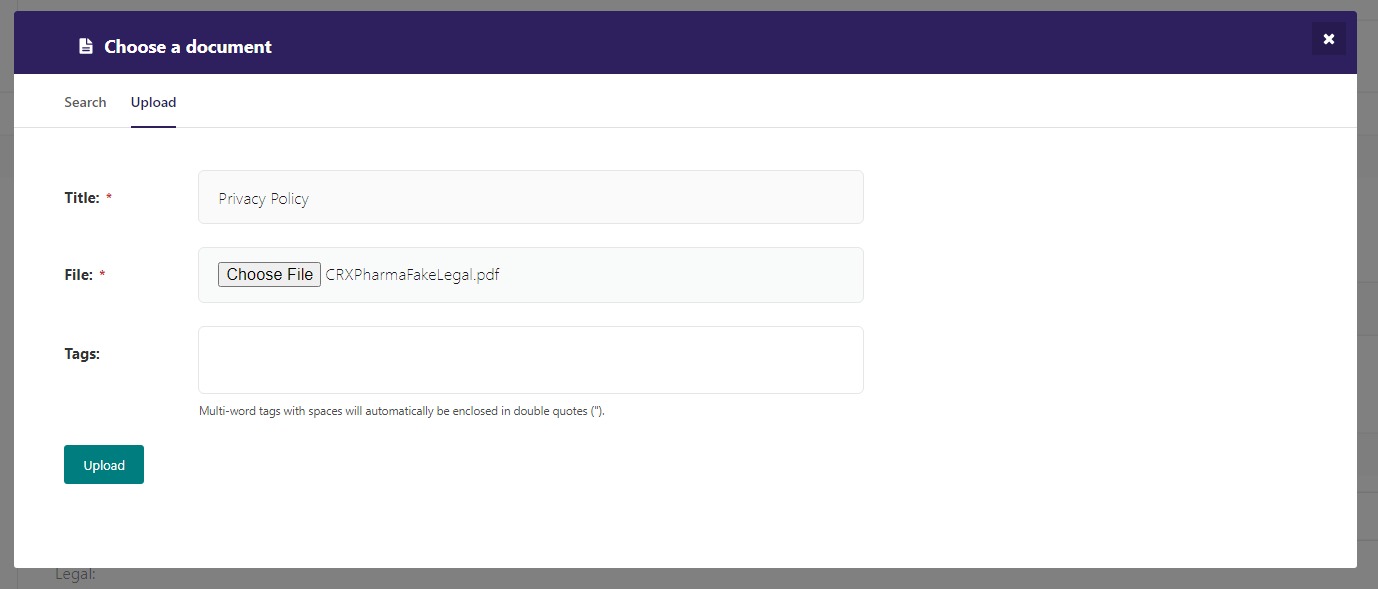 Choose a document
Search Upload
Title: * Privacy Policy
File: * Choose File CRXPharmaFakeLegal.pdf
Tags:
Multi-word tags with spaces will automatically be enclosed in double quotes (").
Upload
Legal: